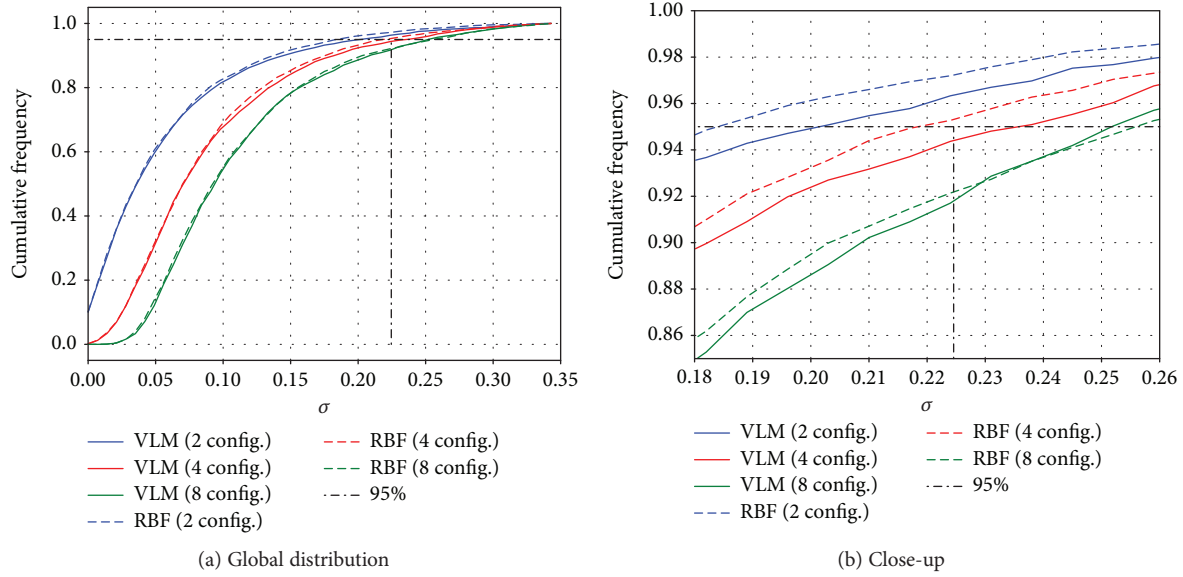 1.0
0.8
0.6
0.4
0.2
0.0
Cumulative frequency
0.00 0.05 0.10 0.15 0.20 0.25 0.30 0.35
σ
VLM (2 config.)
VLM (4 config.)
VLM (8 config.)
RBF (2 config.)
RBF (4 config.)
RBF (8 config.)
95%
(a) Global distribution
1.00
0.98
0.96
0.94
0.92
0.90
0.88
0.86
Cumulative frequency
0.18 0.19 0.20 0.21 0.22 0.23 0.24 0.25 0.26
σ
VLM (2 config.)
VLM (4 config.)
VLM (8 config.)
RBF (2 config.)
RBF (4 config.)
RBF (8 config.)
95%
(b) Close-up